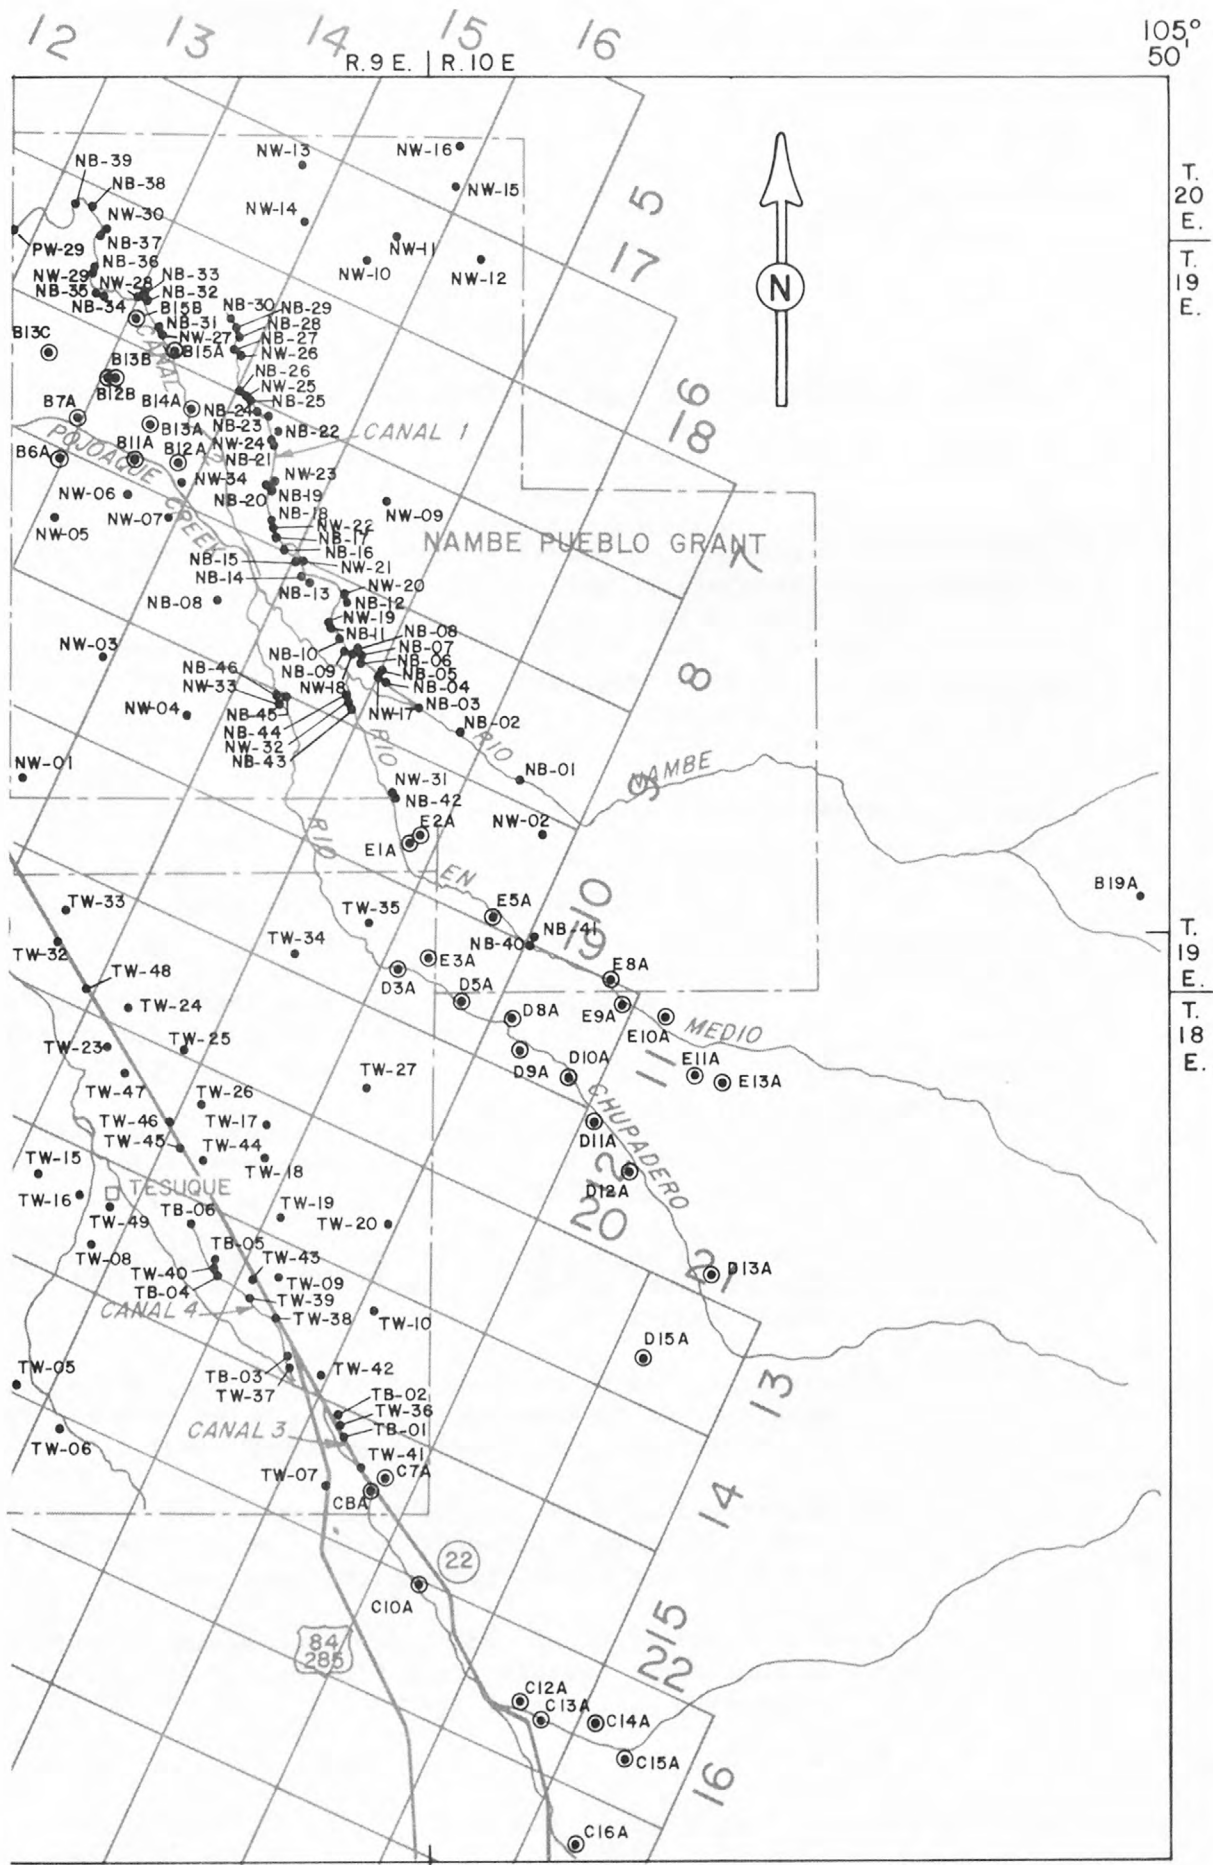 12
13
14
15
16
105°
50'
R. 9 E.
R. 10 E
NB-39
NB-38
NW-13
NW-16
NW-15
T.
20
E.
5
NW-30
NW-14
PW-29
NB-37
NW-11
NW-10
NW-12
17
T.
19
E.
N
NB-36
NB-33
NW-29
NW-28
NB-35
NB-32
NB-34
B15B
NB-30
NB-29
NB-31
NB-28
B13C
CANAL
NW-27
NB-27
B13B
B15A
NW-26
B12B
NB-26
6
18
B7A
B14A
NW-25
NB-24
NB-25
B13A
NB-23
NB-22
CANAL 1
POJOAQUE CREEK
B11A
B12A
NW-24
NB-21
B6A
NW-34
NW-23
NW-06
NB-20
NB-19
NW-05
NW-07
NB-18
NW-22
NW-09
NB-17
NAMBE PUEBLO GRANT
7
NB-16
NB-15
NW-21
NB-14
NW-20
NB-13
NB-12
NB-08
NW-19
NB-11
NB-08
NB-10
NB-07
NW-03
NB-06
NB-09
NB-05
NB-46
NW-18
NB-04
8
NW-33
NB-03
NW-04
NB-45
NW-17
NB-44
NB-02
NW-32
NB-43
RIO
RIO
NW-01
NB-01
NAMBE
9
NW-31
NB-42
RIO
E2A
NW-02
E1A
EN
B19A
TW-33
TW-35
E5A
10
19
NB-41
T.
19
E.
TW-32
TW-34
NB-40
E3A
E8A
TW-48
D3A
D5A
T.
18
E.
TW-24
D8A
E9A
E10A
MEDIO
TW-23
TW-25
D9A
D10A
11
E11A
E13A
TW-47
TW-27
TW-26
CHUPADERO
TW-46
TW-17
D11A
TW-45
TW-44
TW-15
TW-18
12
D12A
TW-16
TESUQUE
20
TW-49
TB-06
TW-19
TW-20
TW-08
TB-05
TW-43
TW-40
TW-09
21
D13A
TB-04
TW-39
CANAL 4
TW-38
TW-10
D15A
TW-05
TB-03
TW-42
TW-37
TB-02
13
TW-36
CANAL 3
TB-01
TW-06
TW-41
TW-07
C7A
C8A
14
22
C10A
84
285
15
22
C12A
C13A
C14A
C15A
16
C16A